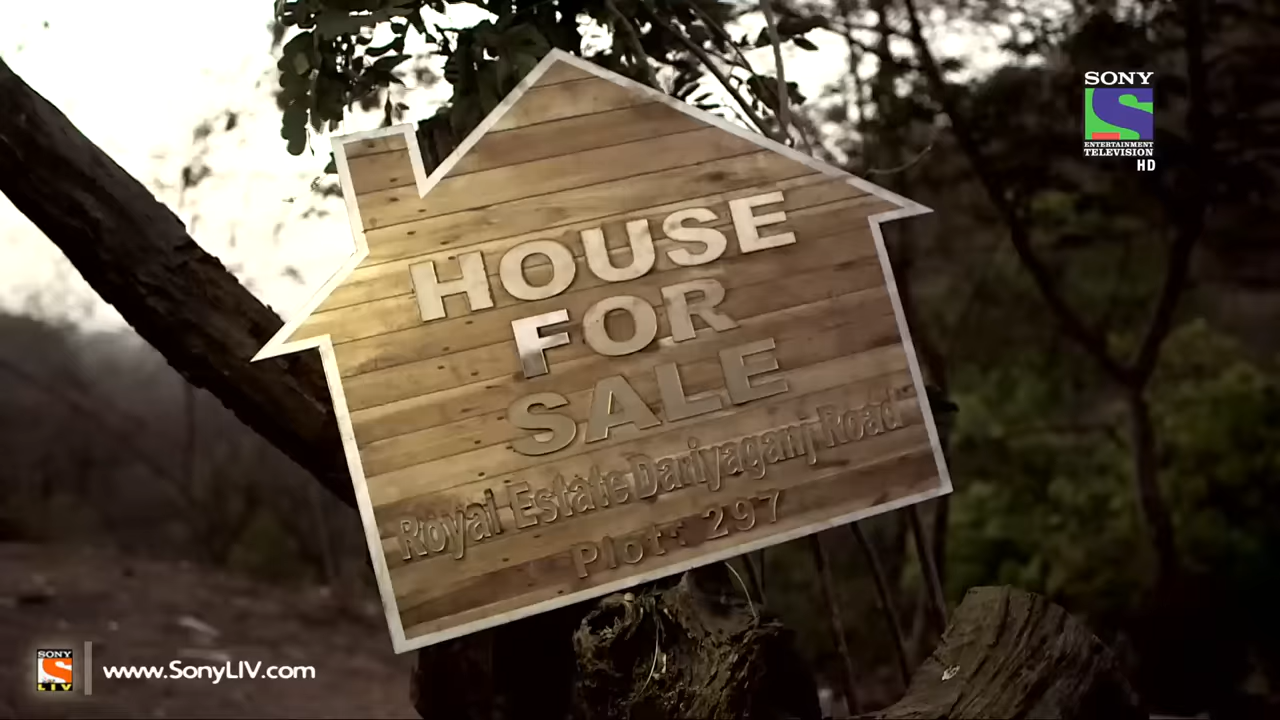 SONY
ENTERTAINMENT
TELEVISION
HD
HOUSE
FOR
SALE
Royal Estate Dariyaganj Road
Plot: 297
SONY
LIV
www.SonyLIV.com